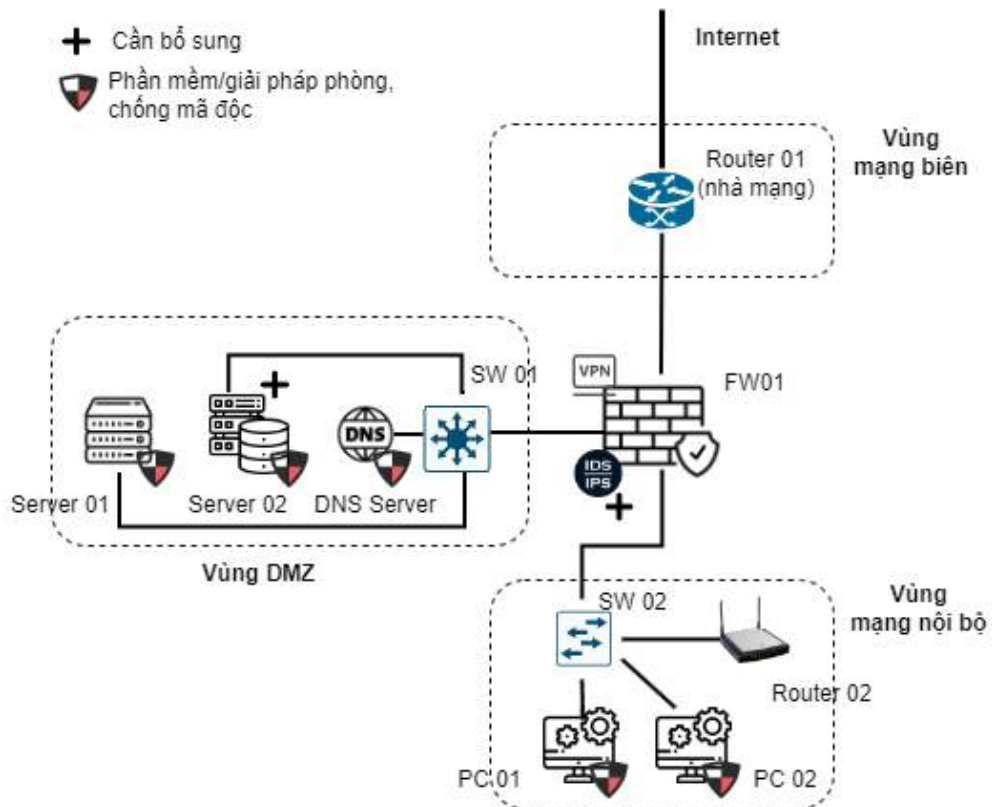 Cần bổ sung
Phần mềm/giải pháp phòng,
chống mã độc
Internet
Vùng
mạng biên
Router 01
(nhà mạng)
SW 01
VPN
FW01
DNS
IDS
IPS
Server 01
Server 02
DNS Server
Vùng DMZ
SW 02
Vùng
mạng nội bộ
Router 02
PC 01
PC 02